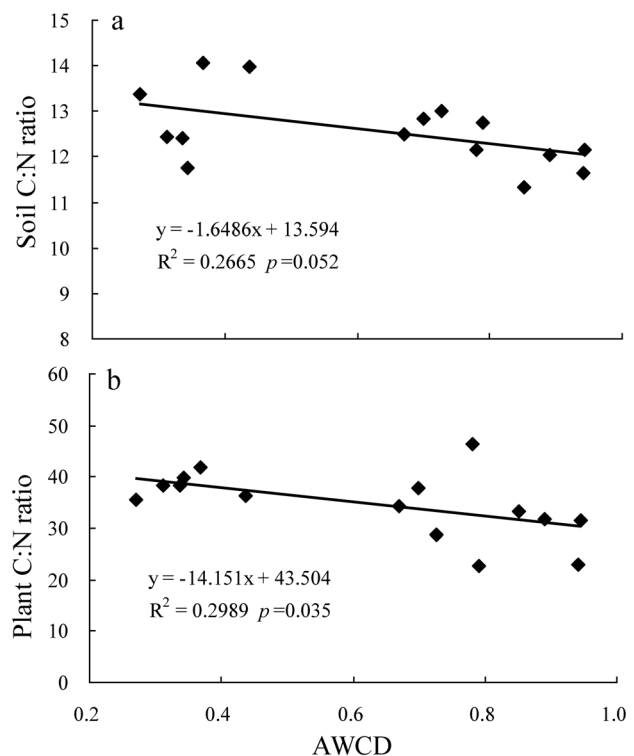 a
15
14
13
12
11
10
9
8
Soil C:N ratio
y = -1.6486x + 13.594
R² = 0.2665 p=0.052
b
60
50
40
30
20
10
0
Plant C:N ratio
y = -14.151x + 43.504
R² = 0.2989 p=0.035
0.2 0.4 0.6 0.8 1.0
AWCD